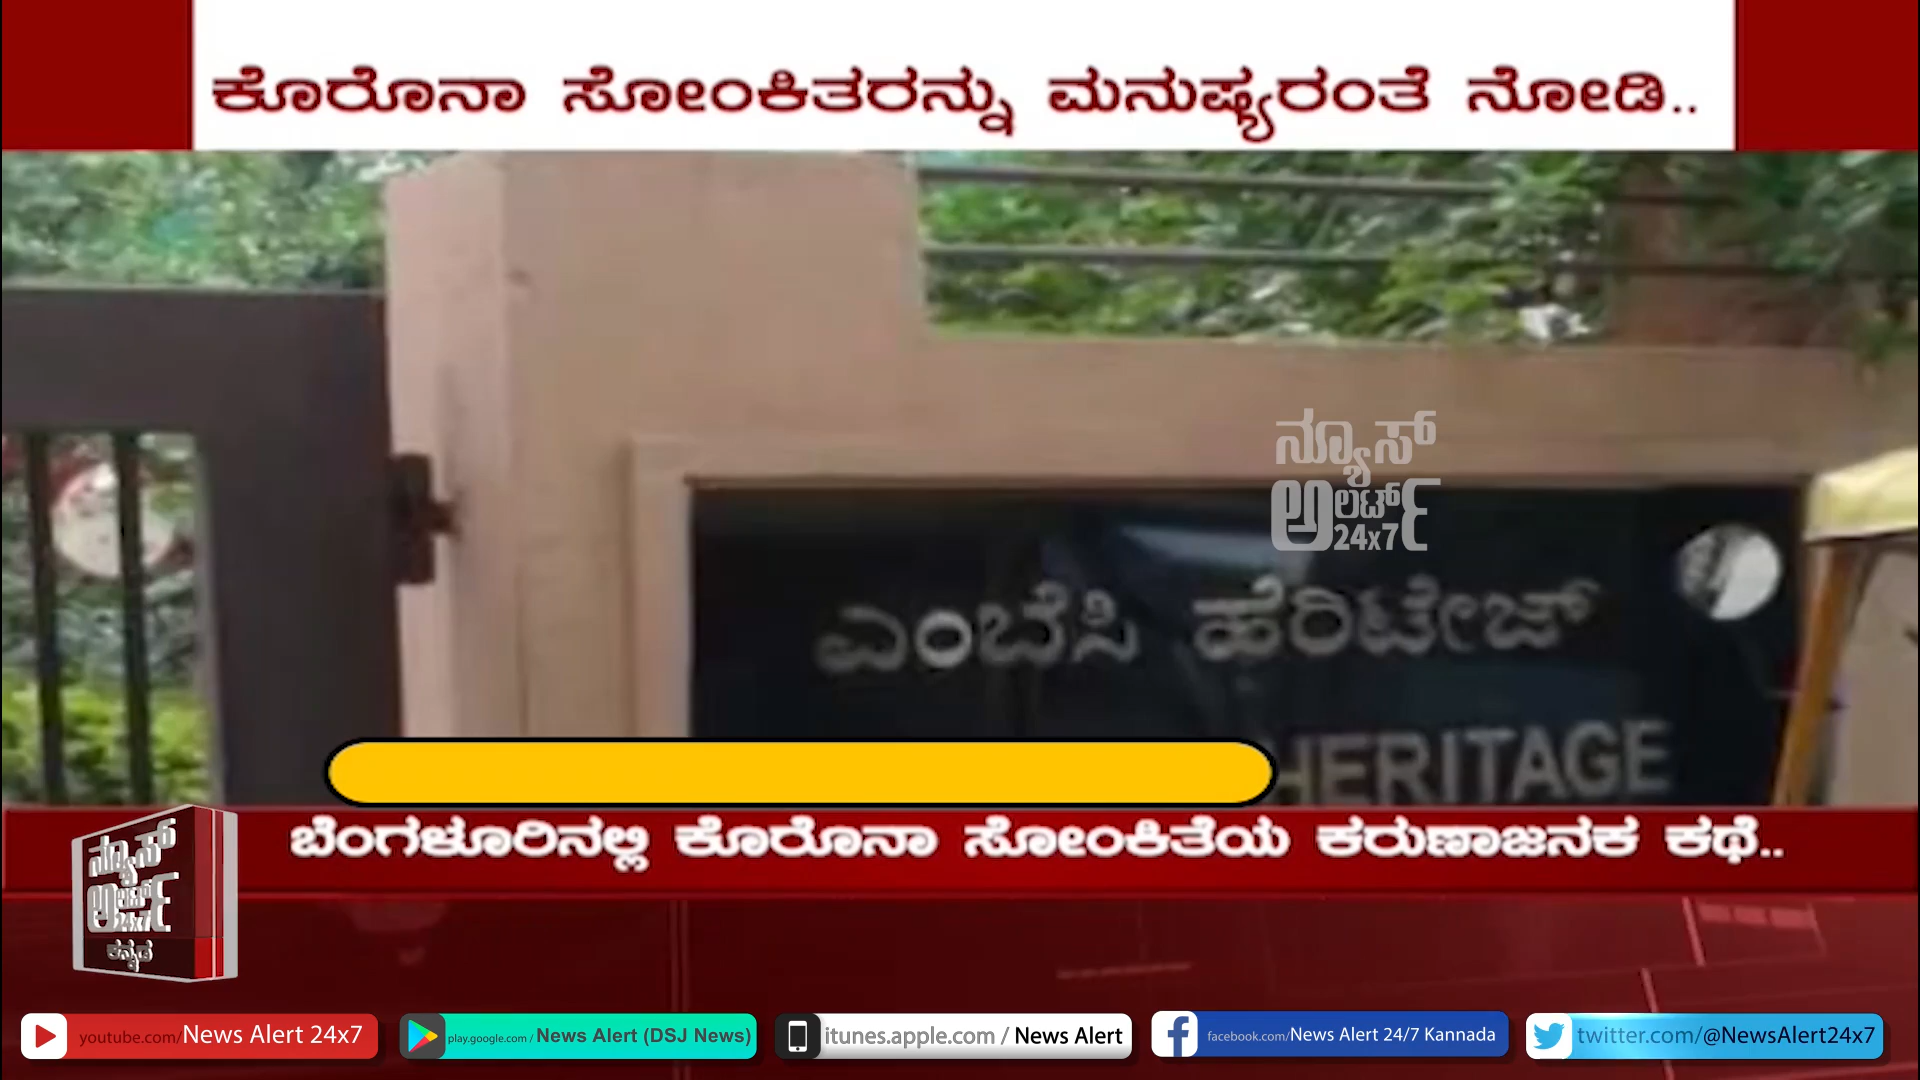 ಕೊರೊನಾ ಸೋಂಕಿತರನ್ನು ಮನುಷ್ಯರಂತೆ ನೋಡಿ..
ನ್ಯೂಸ್
ಅಲರ್ಟ್
24x7
ಎಂಬೆಸಿ ಹೆರಿಟೇಜ್
HERITAGE
ಬೆಂಗಳೂರಿನಲ್ಲಿ ಕೊರೊನಾ ಸೋಂಕಿತೆಯ ಕರುಣಾಜನಕ ಕಥೆ..
ನ್ಯೂಸ್
ಅಲರ್ಟ್
24x7
ಕನ್ನಡ
youtube.com/News Alert 24x7
play.google.com / News Alert (DSJ News)
itunes.apple.com / News Alert
facebook.com/News Alert 24/7 Kannada
twitter.com/@NewsAlert24x7